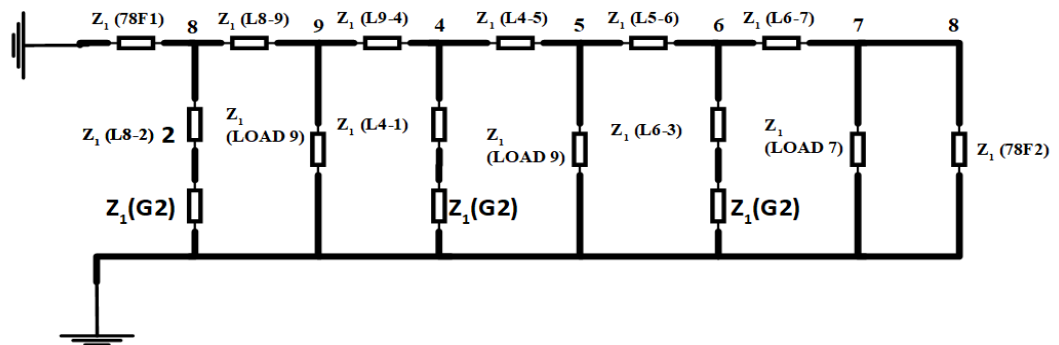 Z1 (78F1)
8
Z1 (L8-9)
9
Z1 (L9-4)
4
Z1 (L4-5)
5
Z1 (L5-6)
6
Z1 (L6-7)
7
8
Z1 (L8-2) 2
Z1
(LOAD 9)
Z1 (L4-1)
Z1
(LOAD 9)
Z1 (L6-3)
Z1
(LOAD 7)
Z1 (78F2)
Z1(G2)
Z1(G2)
Z1(G2)